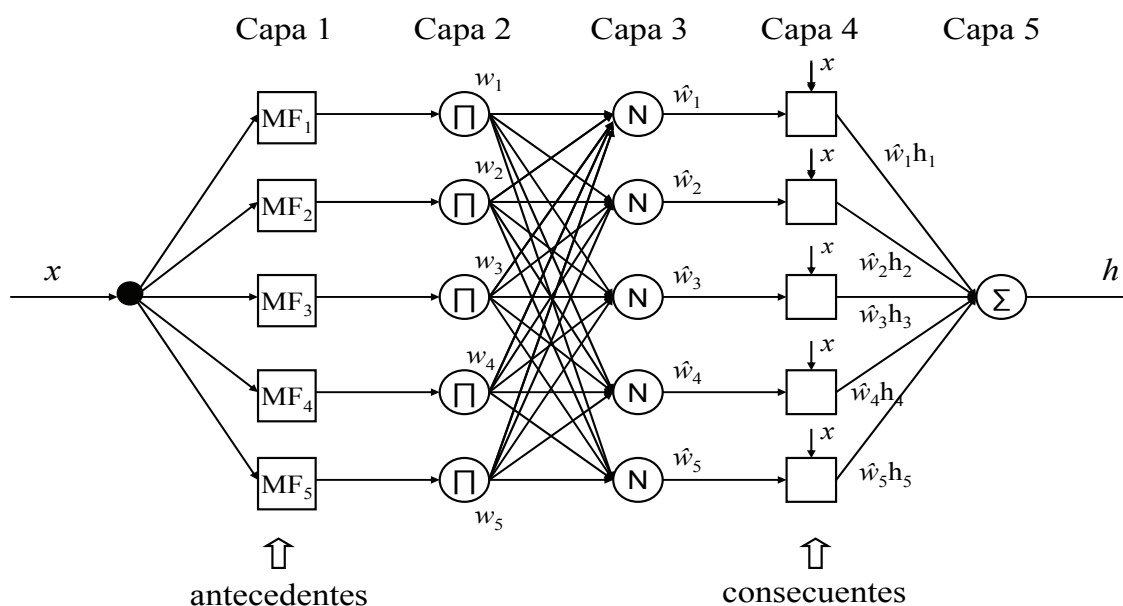 Capa 1 Capa 2 Capa 3 Capa 4 Capa 5
x
MF₁ w₁ ∏ N ŵ₁ ŵ₁h₁
x
MF₂ w₂ ∏ N ŵ₂ ŵ₂h₂
x
x MF₃ w₃ ∏ N ŵ₃ ŵ₃h₃ Σ h
x
MF₄ w₄ ∏ N ŵ₄ ŵ₄h₄
x
MF₅ w₅ ∏ N ŵ₅ ŵ₅h₅
antecedentes consecuentes